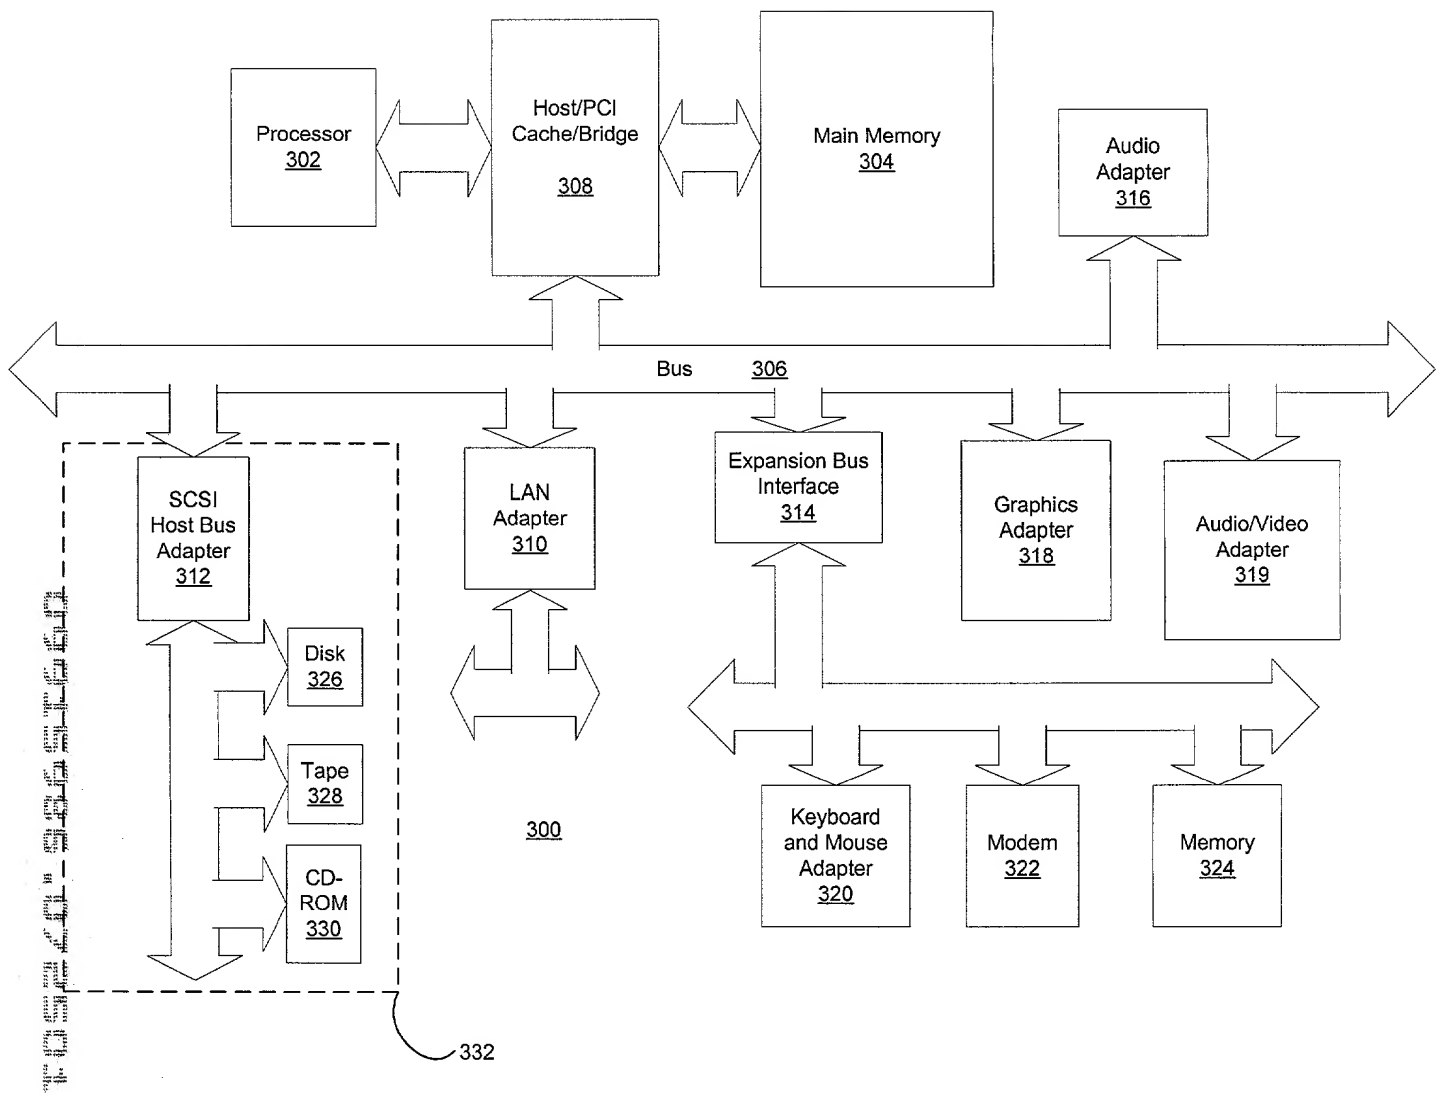 Processor
302
Host/PCI
Cache/Bridge
308
Main Memory
304
Audio
Adapter
316
Bus 306
SCSI
Host Bus
Adapter
312
LAN
Adapter
310
Expansion Bus
Interface
314
Graphics
Adapter
318
Audio/Video
Adapter
319
Disk
326
Tape
328
CD-
ROM
330
300
Keyboard
and Mouse
Adapter
320
Modem
322
Memory
324
332